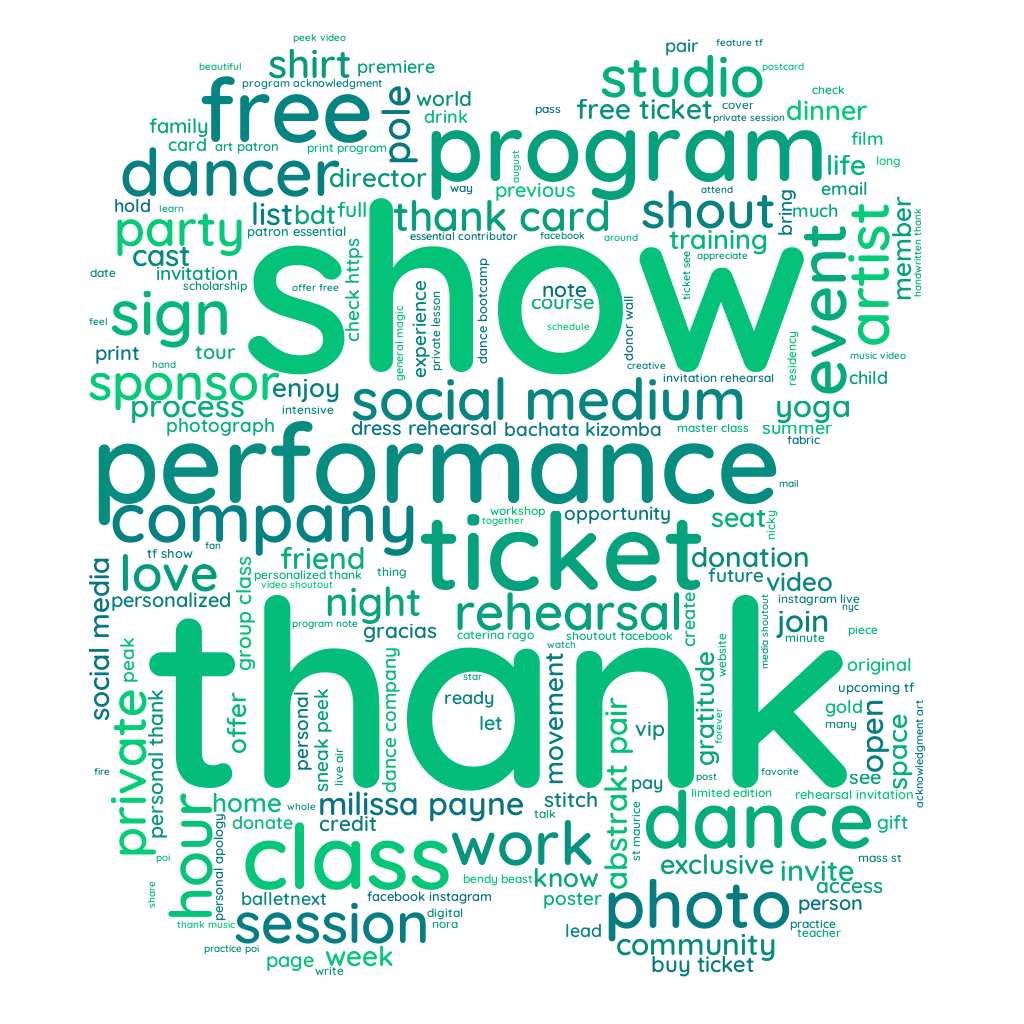 peek video
feature tf
pair
beautiful
shirt
premiere
postcard
program acknowledgment
studio
check
free
pole
world
drink
free ticket
cover
private session
dinner
pass
family
card
art patron
print program
program
film
dancer
director
august
previous
life
long
hold
learn
way
attend
email
list
bdt
full
thank card
shout
bring
much
artist
member
handwritten thank
party
patron essential
essential contributor
facebook
around
training
appreciate
event
cast
show
date
invitation
scholarship
offer free
check https
general magic
experience
private lesson
dance bootcamp
note
course
schedule
donor wall
ticket see
feel
sign
print
tour
hand
creative
residency
music video
invitation rehearsal
child
sponsor
enjoy
process
intensive
photograph
social medium
yoga
dress rehearsal
bachata kizomba
master class
summer
fabric
performance
mail
company
workshop
together
opportunity
seat
nicky
tf show
fan
friend
ticket
donation
social media
love
personalized
group class
personalized thank
video shoutout
thing
future
video
night
rehearsal
create
instagram live
nyc
program note
gracias
caterina rago
shoutout facebook
website
media shoutout
join
minute
piece
thank
watch
private
peak
personal thank
offer
personal
sneak peek
live air
dance company
star
ready
let
movement
abstrakt pair
vip
gratitude
forever
original
upcoming tf
gold
many
open
space
acknowledgment art
fire
hour
home
donate
whole
milissa payne
credit
stitch
talk
pay
post
limited edition
favorite
see
rehearsal invitation
st maurice
dance
gift
poi
personal apology
class
work
exclusive
invite
mass st
share
bendy beast
know
access
balletnext
facebook instagram
poster
photo
person
thank music
session
digital
nora
lead
community
practice
teacher
practice poi
page
week
write
buy ticket